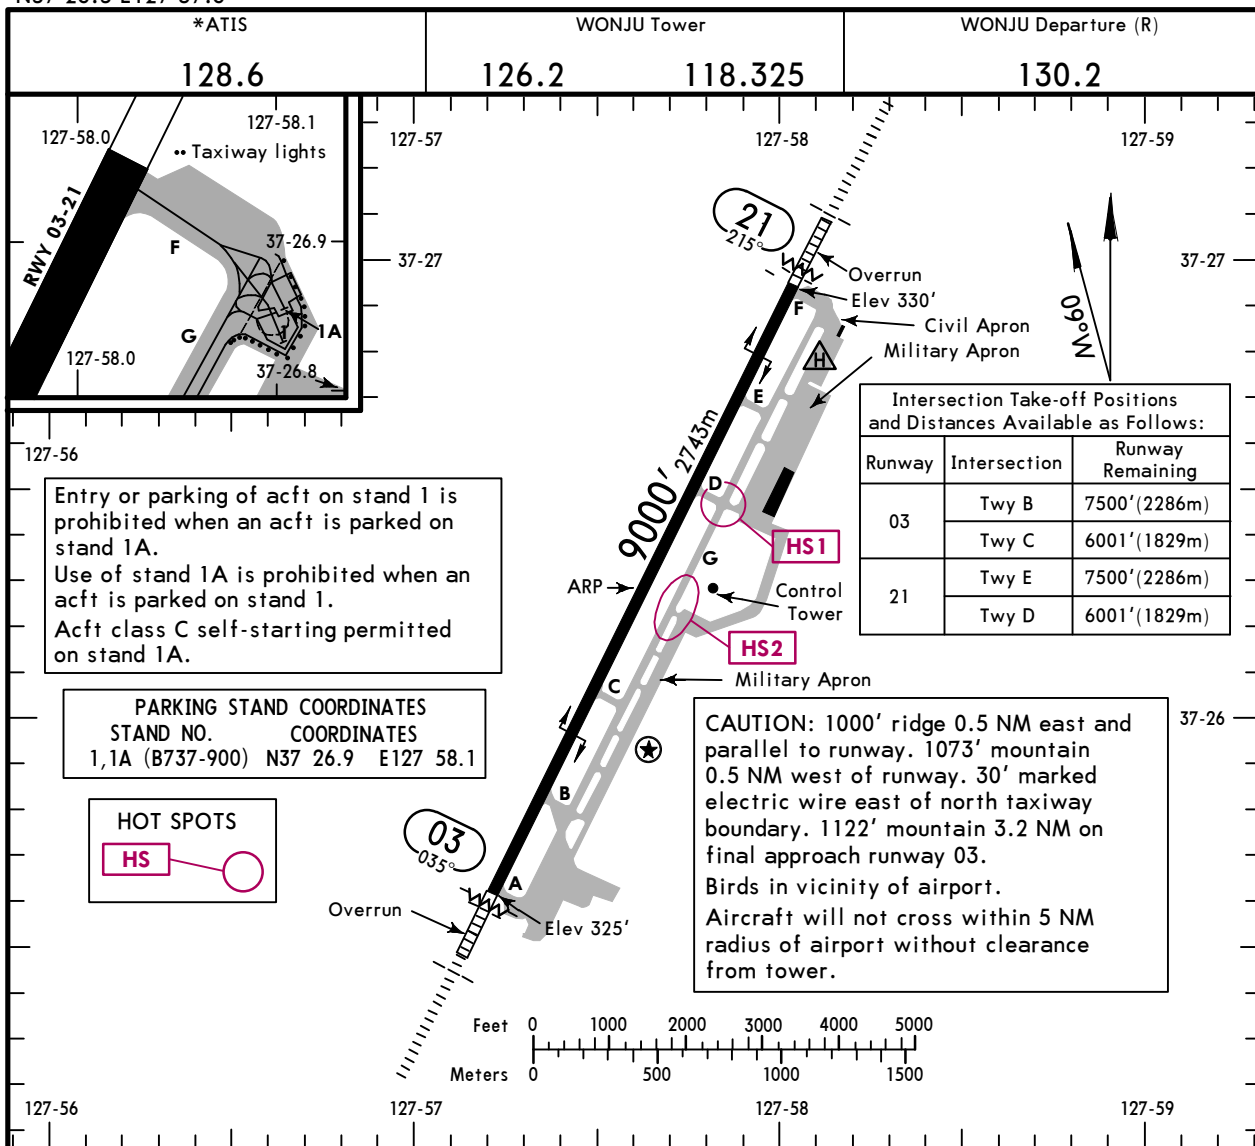 *ATIS
128.6
WONJU Tower
126.2 118.325
WONJU Departure (R)
130.2
127-58.0
127-58.1
Taxiway lights
RWY 03-21
F
37-26.9
G
1A
1
127-58.0
37-26.8
127-57
127-58
127-59
37-27
37-27
21
215°
Overrun
Elev 330'
F
Civil Apron
Military Apron
H
E
09°W
127-56
Intersection Take-off Positions
and Distances Available as Follows:
Runway Intersection Runway Remaining
03 Twy B 7500'(2286m)
Twy C 6001'(1829m)
21 Twy E 7500'(2286m)
Twy D 6001'(1829m)
Entry or parking of acft on stand 1 is
prohibited when an acft is parked on
stand 1A.
Use of stand 1A is prohibited when an
acft is parked on stand 1.
Acft class C self-starting permitted
on stand 1A.
9000' 2743m
D
HS1
G
ARP
Control
Tower
HS2
C
Military Apron
PARKING STAND COORDINATES
STAND NO. COORDINATES
1,1A (B737-900) N37 26.9 E127 58.1
37-26
CAUTION: 1000' ridge 0.5 NM east and
parallel to runway. 1073' mountain
0.5 NM west of runway. 30' marked
electric wire east of north taxiway
boundary. 1122' mountain 3.2 NM on
final approach runway 03.
Birds in vicinity of airport.
Aircraft will not cross within 5 NM
radius of airport without clearance
from tower.
B
HOT SPOTS
HS
03
035°
A
Overrun
Elev 325'
Feet 0 1000 2000 3000 4000 5000
Meters 0 500 1000 1500
127-56
127-57
127-58
127-59